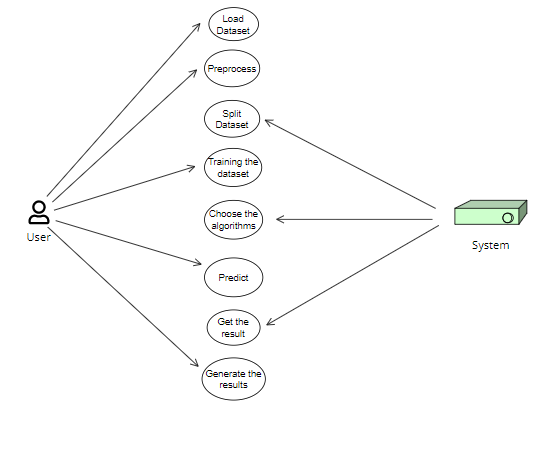 Load
Dataset
Preprocess
Split
Dataset
Training the
dataset
Choose the
algorithms
User
System
Predict
Get the
result
Generate the
results